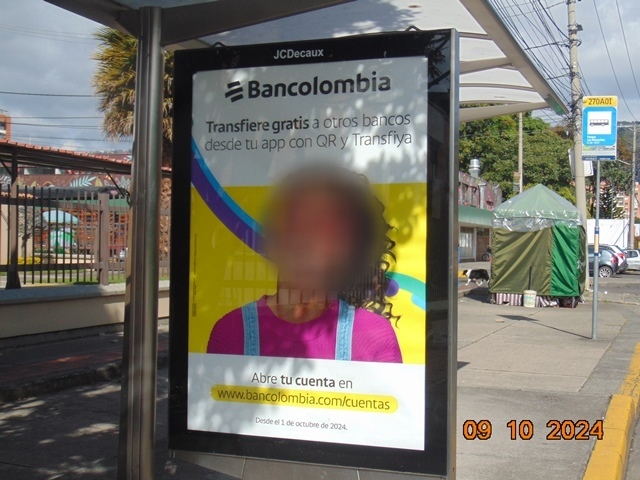 JCDecaux
Bancolombia
Transfiere gratis a otros bancos
desde tu app con QR y Transfiya
Abre tu cuenta en
www.bancolombia.com/cuentas
Desde el 1 de octubre de 2024.
270A01
09 10 2024